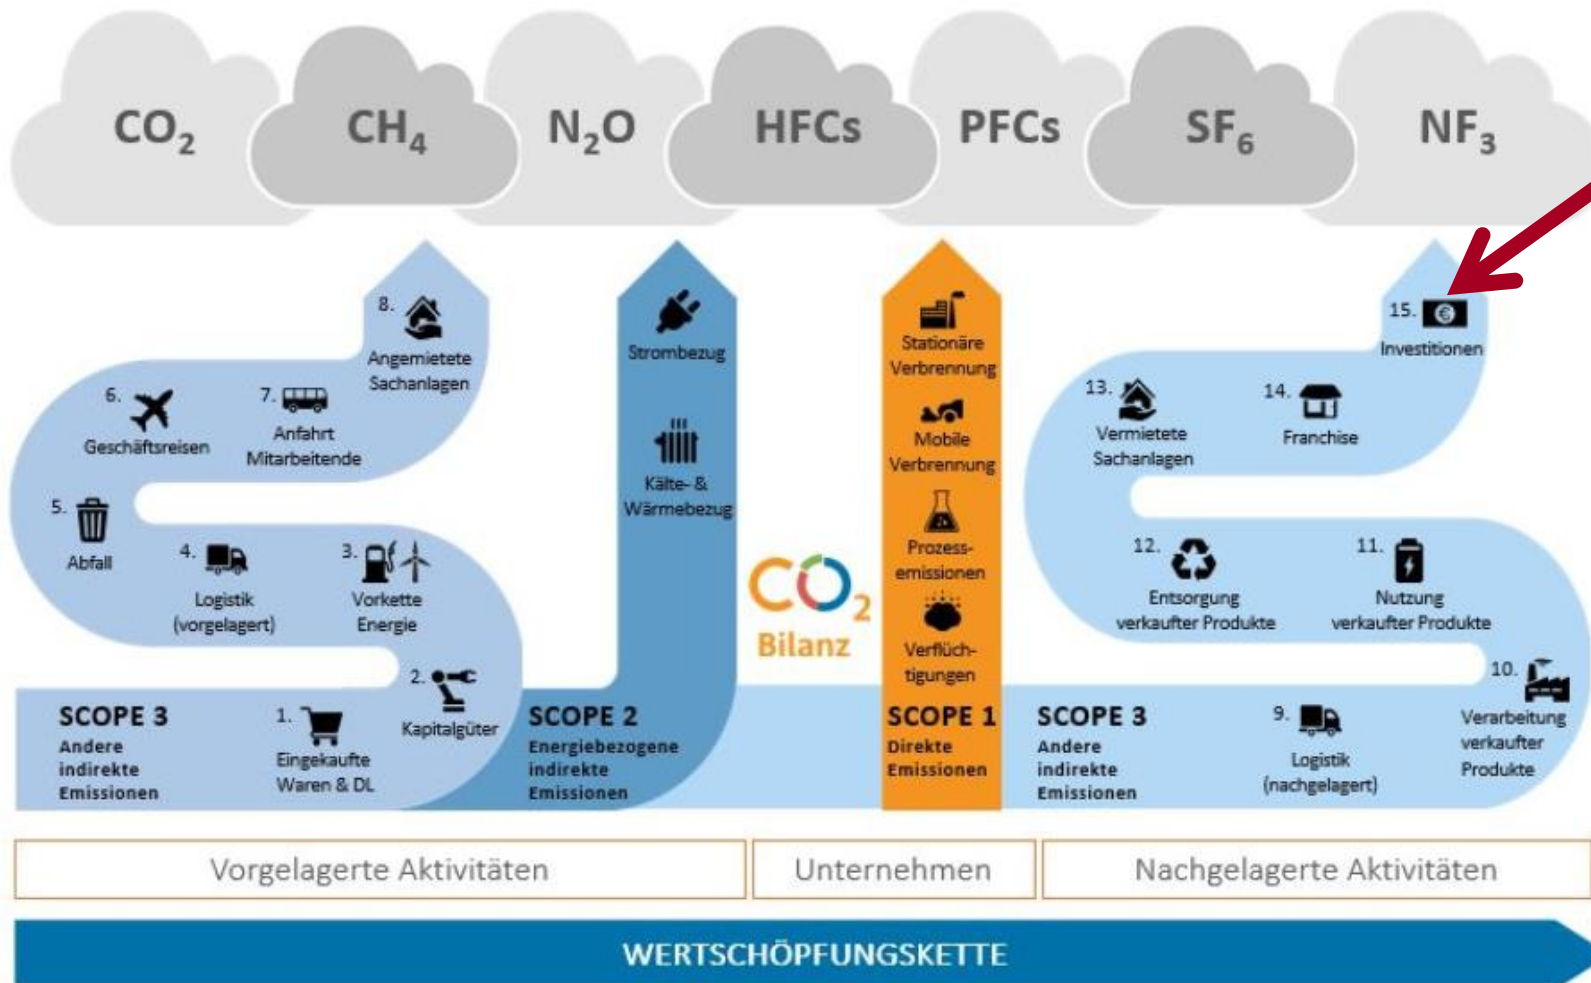 CO₂
CH₄
N₂O
HFCs
PFCs
SF₆
NF₃
8.
Angemietete
Sachanlagen
6.
Geschäftsreisen
7.
Anfahrt
Mitarbeitende
5.
Abfall
4.
Logistik
(vorgelagert)
3.
Vorkette
Energie
2.
Kapitalgüter
SCOPE 3
Andere
indirekte
Emissionen
1.
Eingekaufte
Waren & DL
Strombezug
Kälte- &
Wärmebezug
SCOPE 2
Energiebezogene
indirekte
Emissionen
CO₂
Bilanz
Stationäre
Verbrennung
Mobile
Verbrennung
Prozess-
emissionen
Verflüch-
tigungen
SCOPE 1
Direkte
Emissionen
15.
Investitionen
13.
Vermietete
Sachanlagen
14.
Franchise
12.
Entsorgung
verkaufter Produkte
11.
Nutzung
verkaufter Produkte
10.
Verarbeitung
verkaufter
Produkte
SCOPE 3
Andere
indirekte
Emissionen
9.
Logistik
(nachgelagert)
Vorgelagerte Aktivitäten
Unternehmen
Nachgelagerte Aktivitäten
WERTSCHÖPFUNGSKETTE